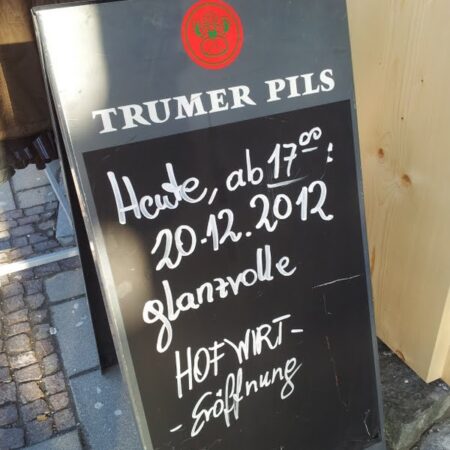 TRUMER PILS
Heute, ab 17⁰⁰:
20.12.2012
glanzvolle
HOFWIRT-
-Eröffnung